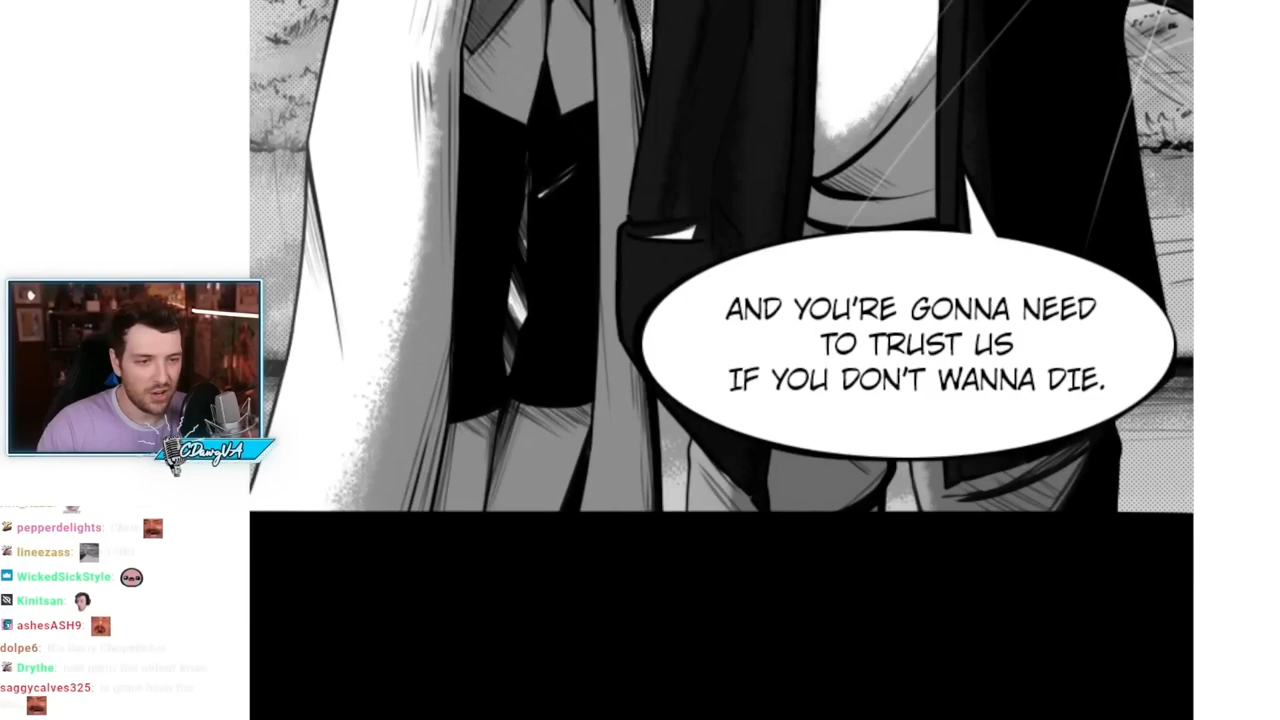 AND YOU'RE GONNA NEED
TO TRUST US
IF YOU DON'T WANNA DIE.
CDawgVA
pepperdelights:
lineezass:
WickedSickStyle:
Kinitsan:
ashesASH9:
dolpe6:
Drythe:
saggycalves325: